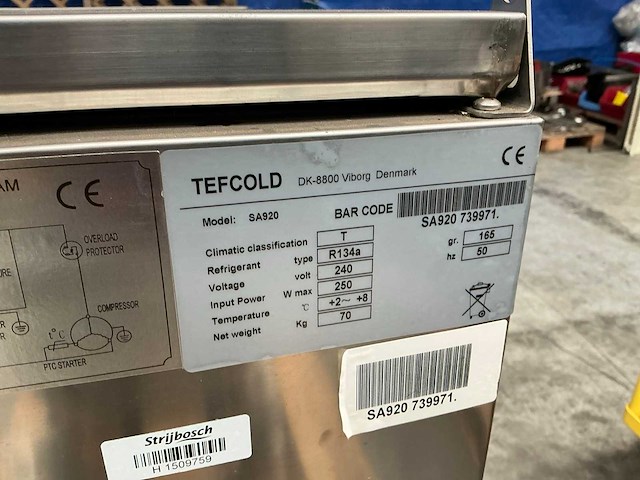 TEFCOLD DK-8800 Viborg Denmark CE
Model: SA920 BAR CODE
SA920 739971.
Climatic classification T
Refrigerant type R134a gr. 165
Voltage volt 240 hz 50
Input Power W max 250
Temperature °C +2~ +8
Net weight Kg 70
AM CE
OVERLOAD
PROTECTOR
COMPRESSOR
t°C
PTC STARTER
SA920 739971.
Strijbosch
H 1509759